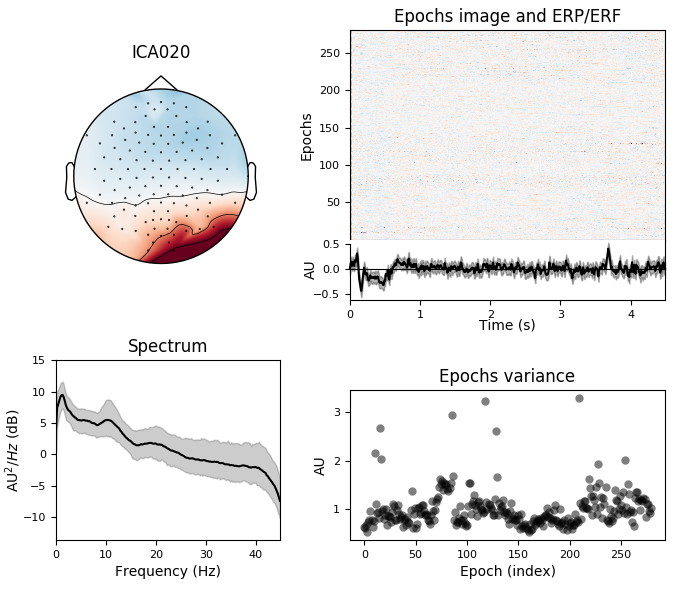 ICA020
Epochs image and ERP/ERF
Epochs
250
200
150
100
50
AU
0.5
0.0
−0.5
0 1 2 3 4
Time (s)
Spectrum
AU²/Hz (dB)
15
10
5
0
−5
−10
0 10 20 30 40
Frequency (Hz)
Epochs variance
AU
3
2
1
0 50 100 150 200 250
Epoch (index)